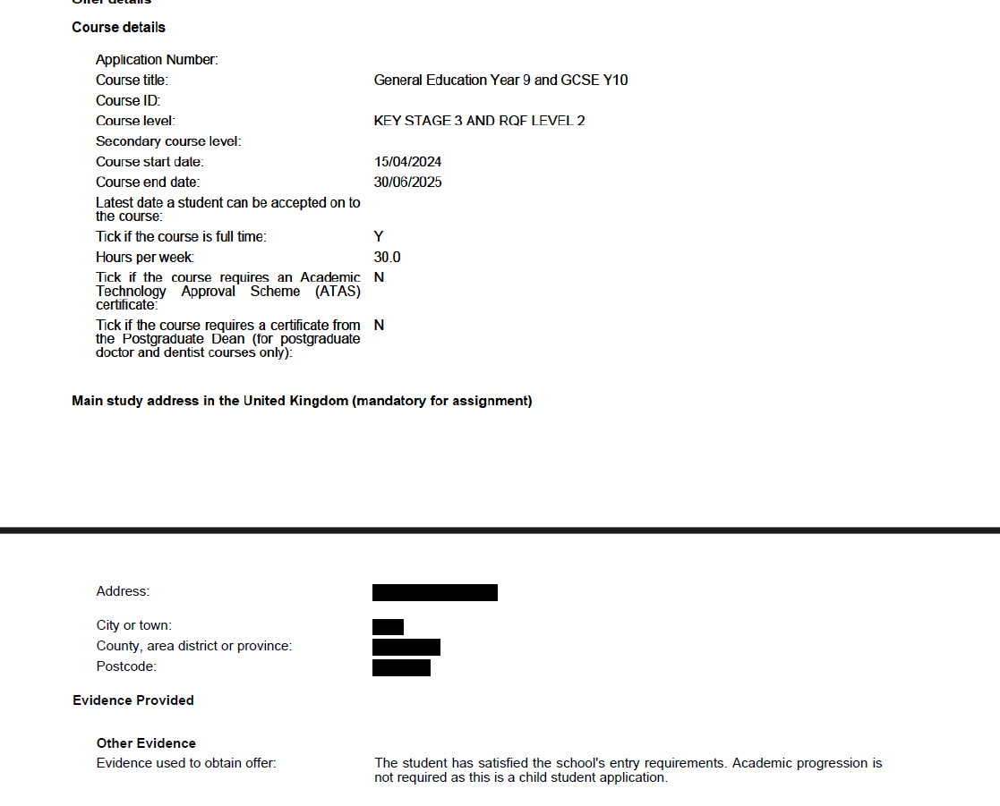 Offer details
Course details
Application Number:
Course title: General Education Year 9 and GCSE Y10
Course ID:
Course level: KEY STAGE 3 AND RQF LEVEL 2
Secondary course level:
Course start date: 15/04/2024
Course end date: 30/06/2025
Latest date a student can be accepted on to
the course:
Tick if the course is full time: Y
Hours per week: 30.0
Tick if the course requires an Academic N
Technology Approval Scheme (ATAS)
certificate:
Tick if the course requires a certificate from N
the Postgraduate Dean (for postgraduate
doctor and dentist courses only):
Main study address in the United Kingdom (mandatory for assignment)
Address:
City or town:
County, area district or province:
Postcode:
Evidence Provided
Other Evidence
Evidence used to obtain offer: The student has satisfied the school's entry requirements. Academic progression is
not required as this is a child student application.